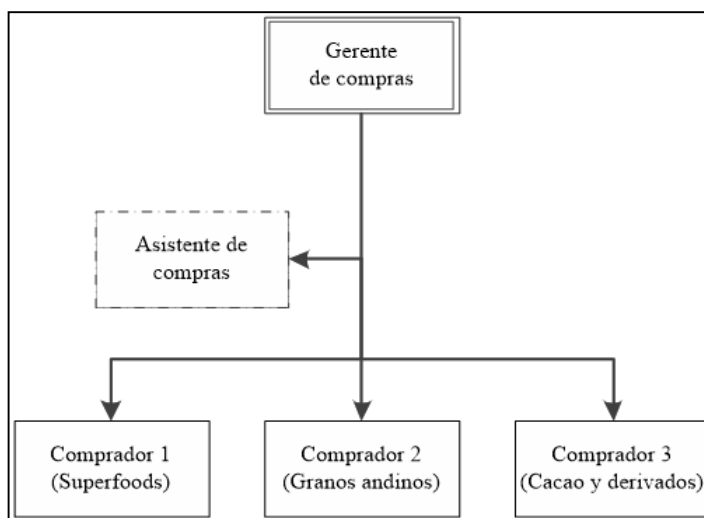 Gerente
de compras
Asistente de
compras
Comprador 1
(Superfoods)
Comprador 2
(Granos andinos)
Comprador 3
(Cacao y derivados)